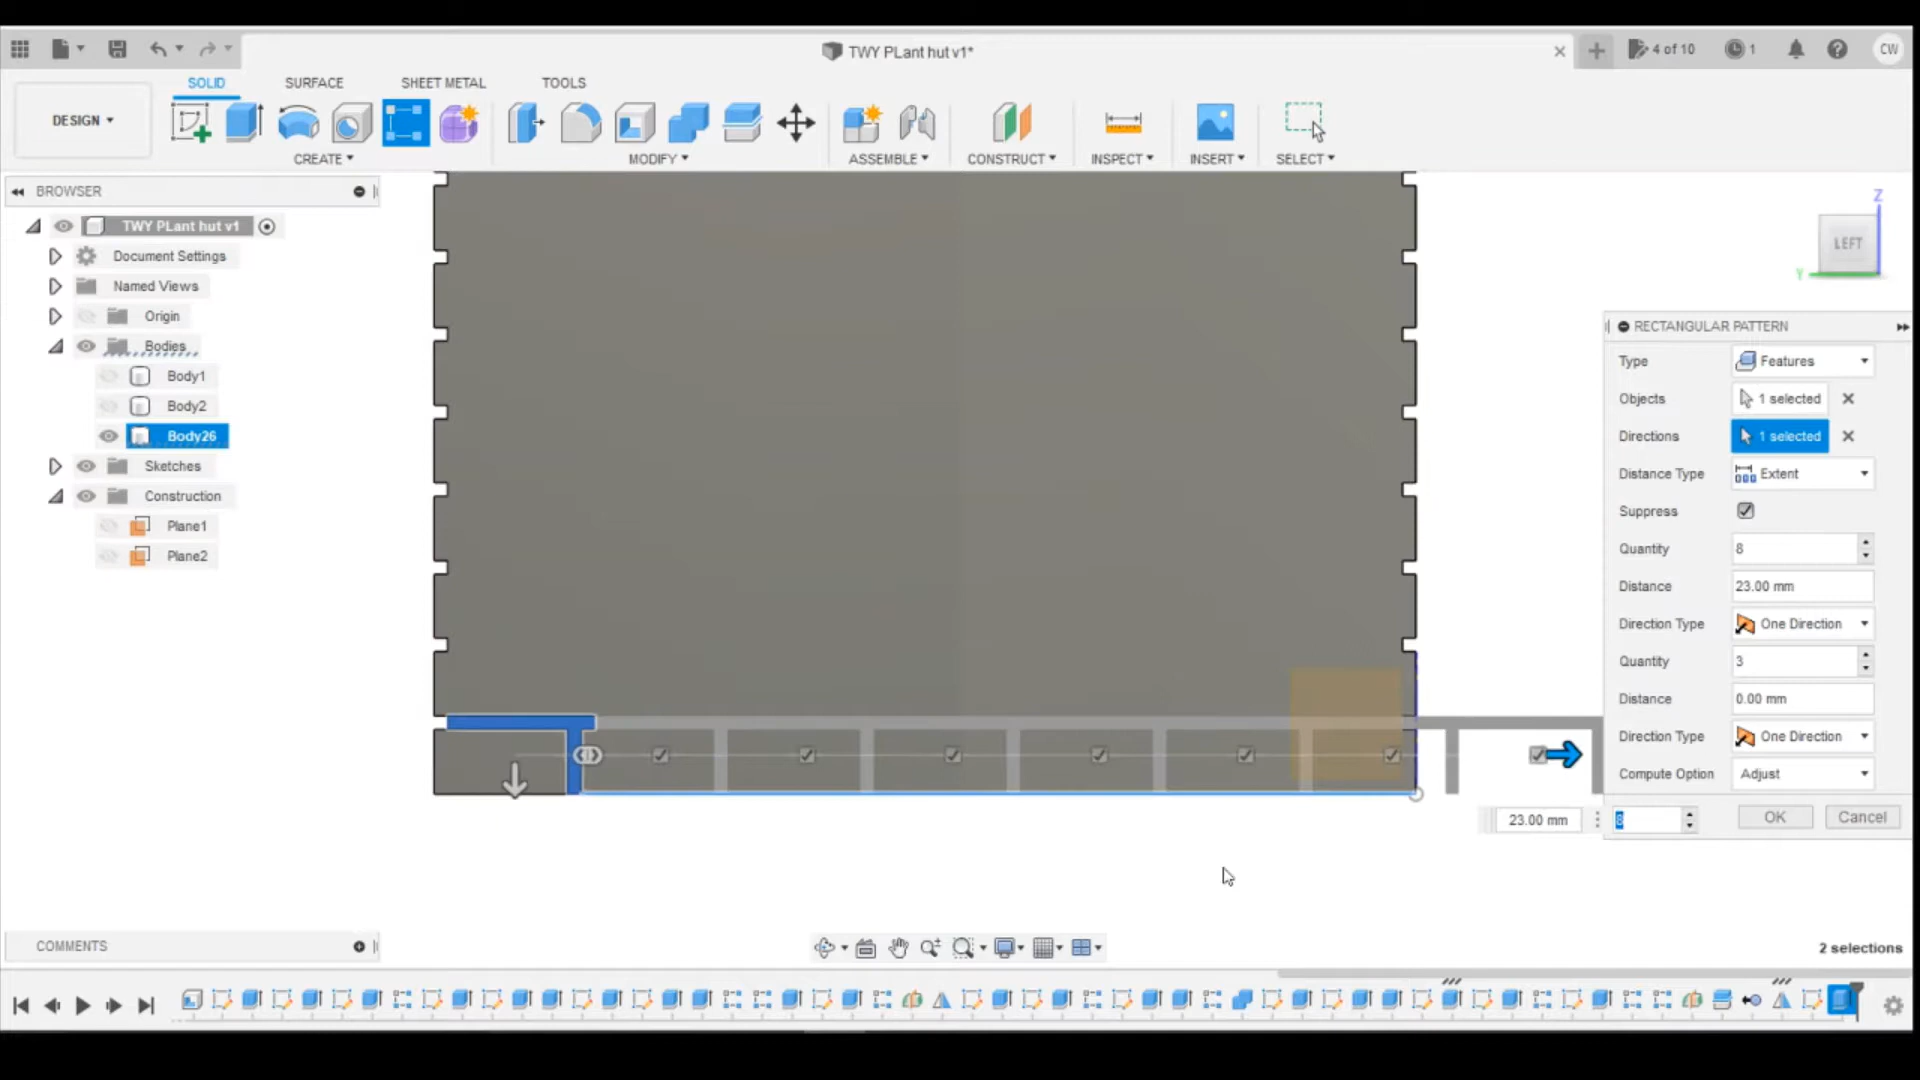 TWY PLant hut v1*
4 of 10
1
CW
DESIGN
SOLID
SURFACE
SHEET METAL
TOOLS
CREATE
MODIFY
ASSEMBLE
CONSTRUCT
INSPECT
INSERT
SELECT
BROWSER
TWY PLant hut v1
Document Settings
Named Views
Origin
Bodies
Body1
Body2
Body26
Sketches
Construction
Plane1
Plane2
Z
LEFT
Y
RECTANGULAR PATTERN
Type Features
Objects 1 selected
Directions 1 selected
Distance Type Extent
Suppress
Quantity 8
Distance 23.00 mm
Direction Type One Direction
Quantity 3
Distance 0.00 mm
Direction Type One Direction
Compute Option Adjust
23.00 mm 8
OK Cancel
COMMENTS
2 selections